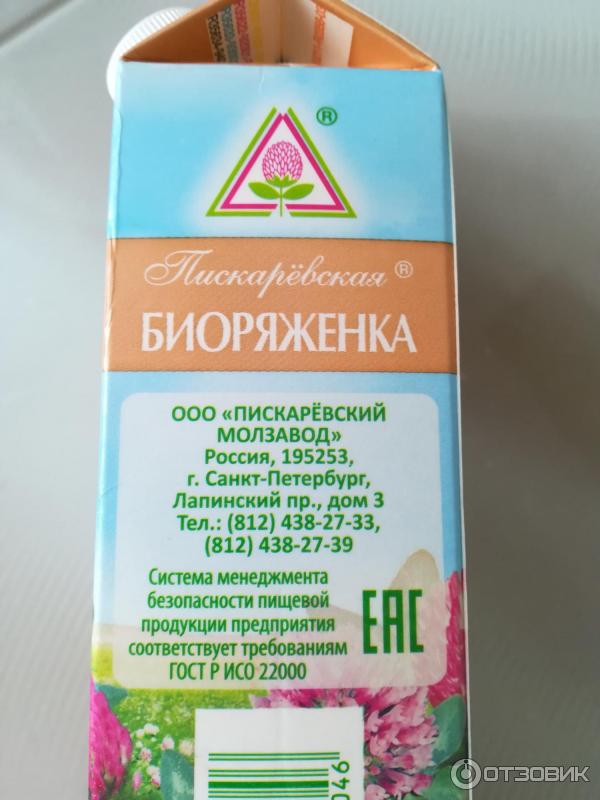 ®
Пискарёвская ®
БИОРЯЖЕНКА
ООО «ПИСКАРЁВСКИЙ
МОЛЗАВОД»
Россия, 195253,
г. Санкт-Петербург,
Лапинский пр., дом 3
Тел.: (812) 438-27-33,
(812) 438-27-39
Система менеджмента
безопасности пищевой
продукции предприятия
соответствует требованиям
ГОСТ Р ИСО 22000
ЕАС
046
ОТЗОВИК